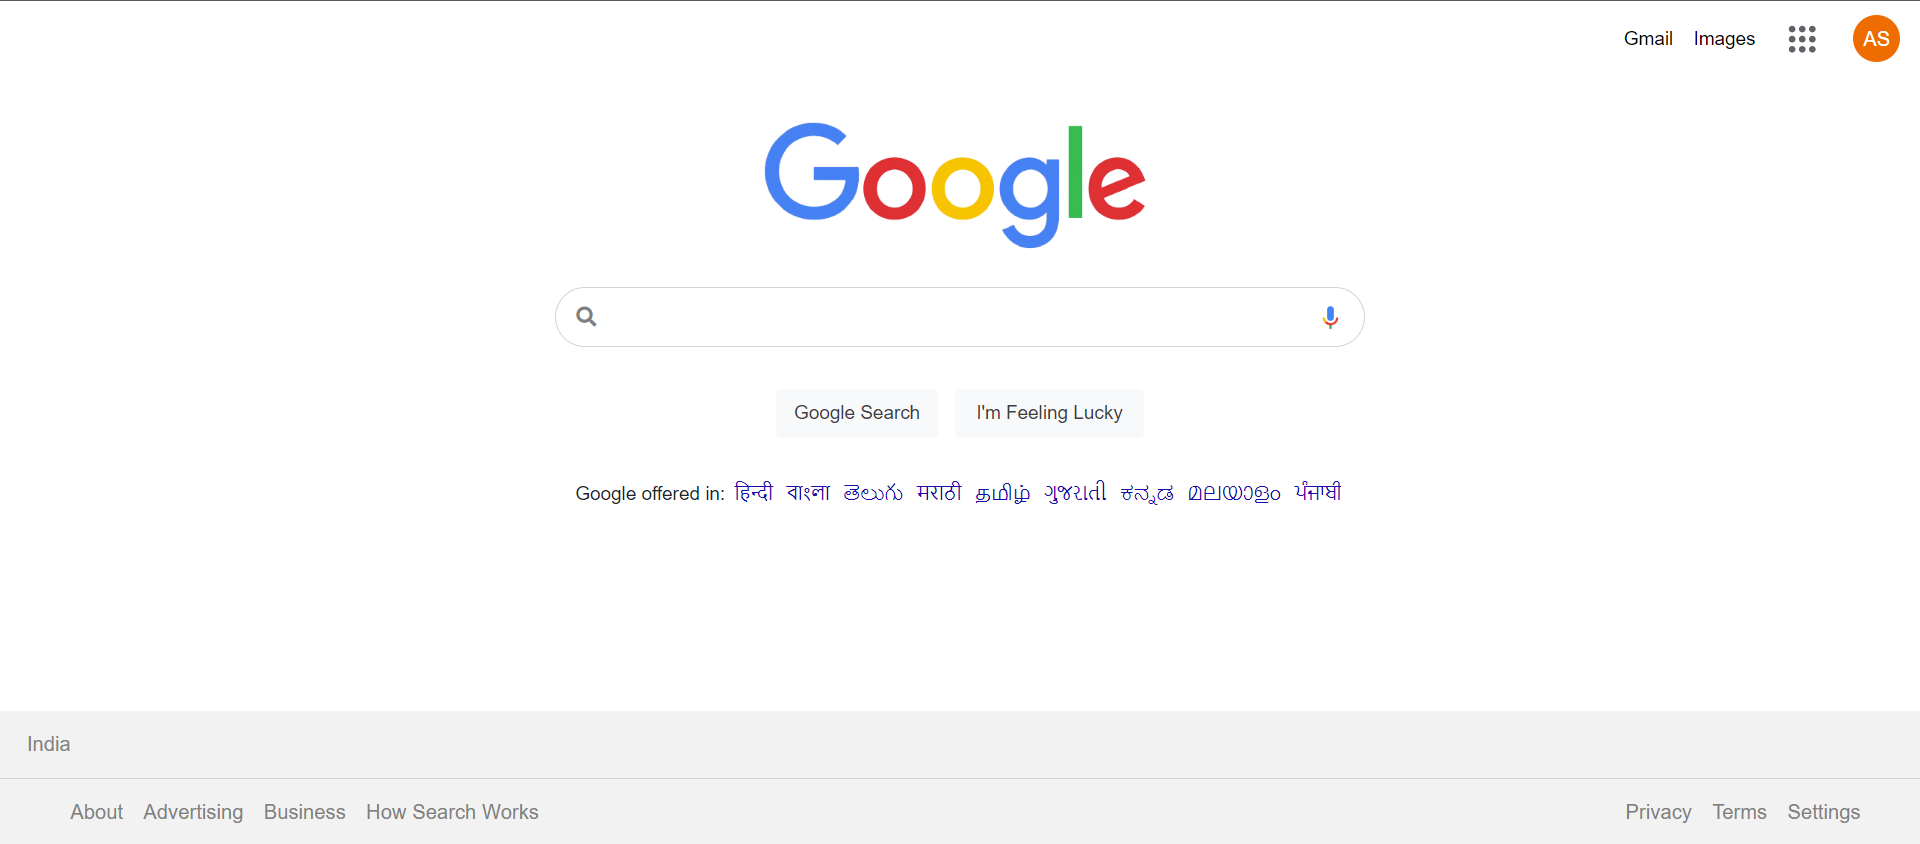 Gmail Images AS
Google
Google Search I'm Feeling Lucky
Google offered in: हिन्दी বাংলা తెలుగు मराठी தமிழ் ગુજરાતી ಕನ್ನಡ മലയാളം ਪੰਜਾਬੀ
India
About Advertising Business How Search Works Privacy Terms Settings